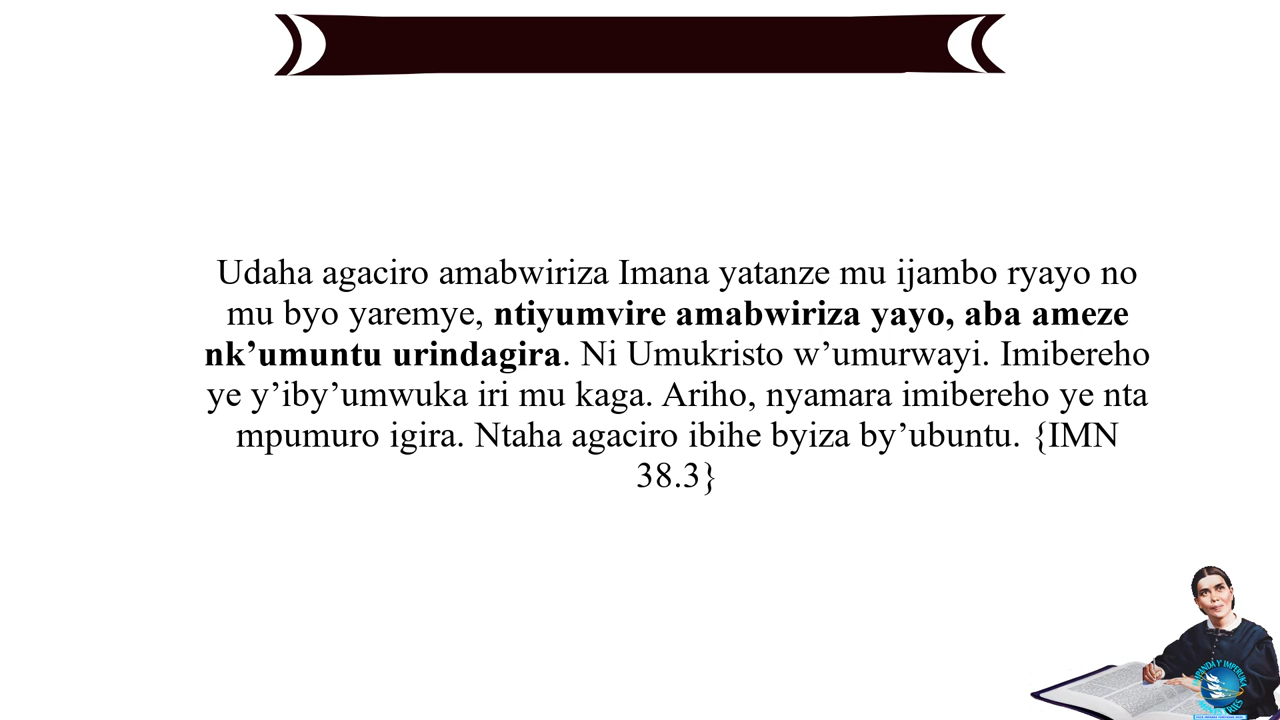 Udaha agaciro amabwiriza Imana yatanze mu ijambo ryayo no
mu byo yaremye, ntiyumvire amabwiriza yayo, aba ameze
nk’umuntu urindagira. Ni Umukristo w’umurwayi. Imibereho
ye y’iby’umwuka iri mu kaga. Ariho, nyamara imibereho ye nta
mpumuro igira. Ntaha agaciro ibihe byiza by’ubuntu. {IMN
38.3}